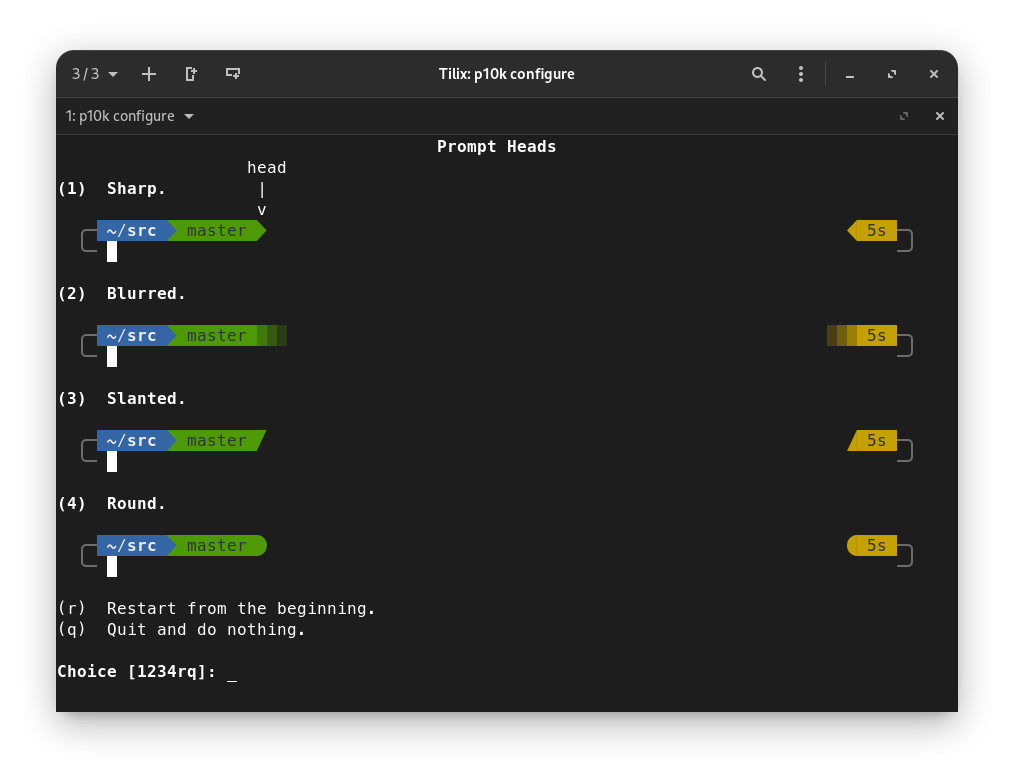 3 / 3
Tilix: p10k configure
1: p10k configure
Prompt Heads
head
(1) Sharp. |
v
~/src master 5s
(2) Blurred.
~/src master 5s
(3) Slanted.
~/src master 5s
(4) Round.
~/src master 5s
(r) Restart from the beginning.
(q) Quit and do nothing.
Choice [1234rq]: _